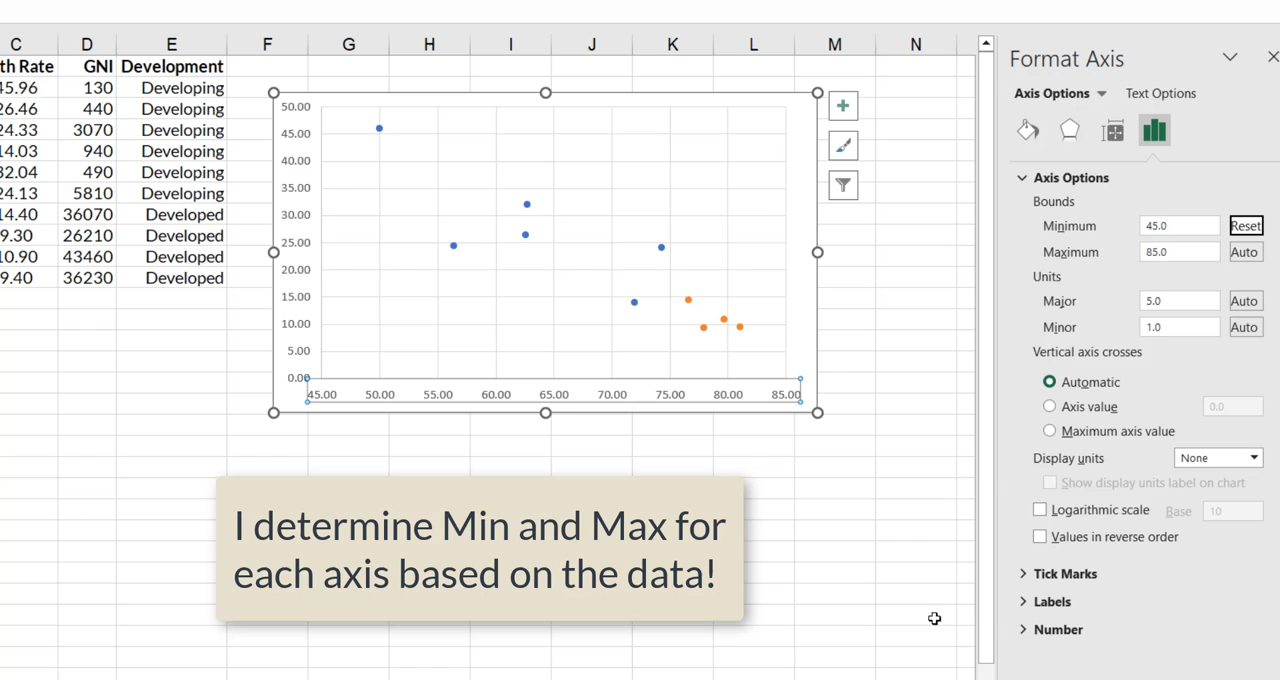 C D E F G H I J K L M N
th Rate GNI Development
45.96 130 Developing
26.46 440 Developing
24.33 3070 Developing
14.03 940 Developing
32.04 490 Developing
24.13 5810 Developing
14.40 36070 Developed
9.30 26210 Developed
10.90 43460 Developed
9.40 36230 Developed
50.00
45.00
40.00
35.00
30.00
25.00
20.00
15.00
10.00
5.00
0.00
45.00 50.00 55.00 60.00 65.00 70.00 75.00 80.00 85.00
I determine Min and Max for
each axis based on the data!
Format Axis
Axis Options Text Options
Axis Options
Bounds
Minimum 45.0 Reset
Maximum 85.0 Auto
Units
Major 5.0 Auto
Minor 1.0 Auto
Vertical axis crosses
Automatic
Axis value 0.0
Maximum axis value
Display units None
Show display units label on chart
Logarithmic scale Base 10
Values in reverse order
Tick Marks
Labels
Number